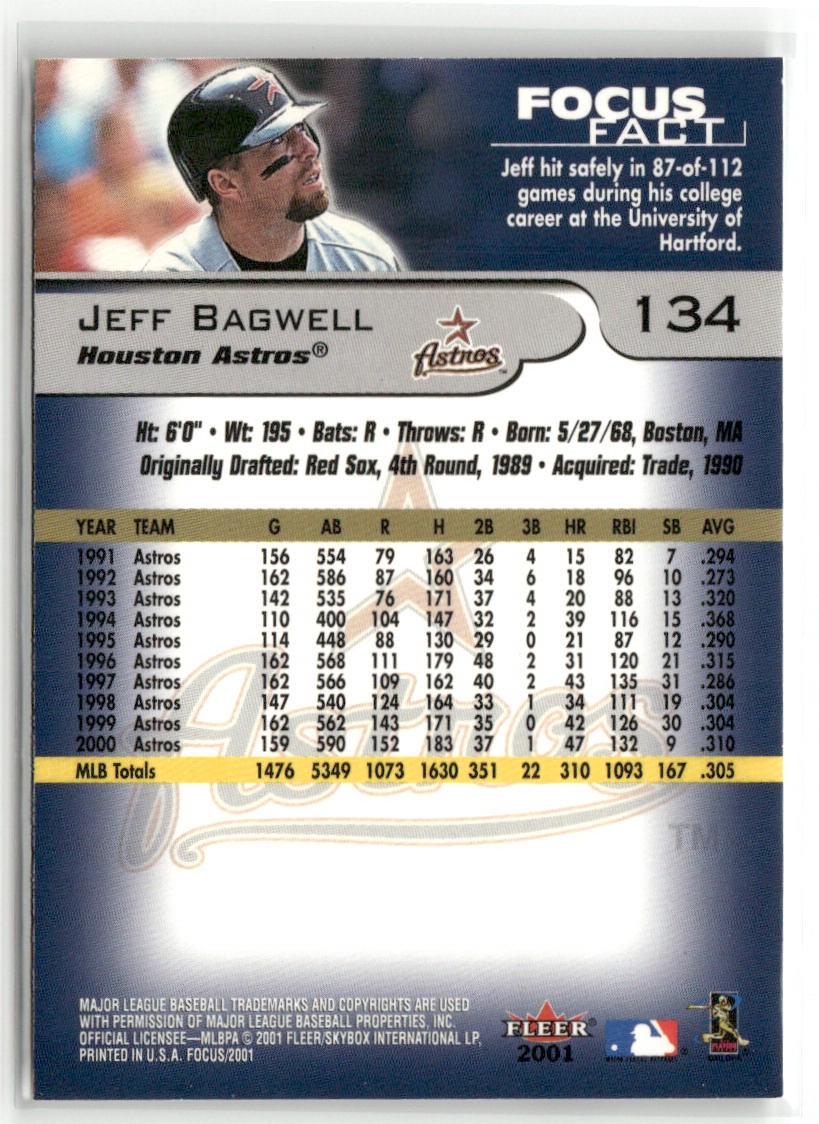 FOCUS
FACT
Jeff hit safely in 87-of-112
games during his college
career at the University of
Hartford.
JEFF BAGWELL
134
Houston Astros®
Astros™
Ht: 6'0" • Wt: 195 • Bats: R • Throws: R • Born: 5/27/68, Boston, MA
Originally Drafted: Red Sox, 4th Round, 1989 • Acquired: Trade, 1990
YEAR TEAM G AB R H 2B 3B HR RBI SB AVG
1991 Astros 156 554 79 163 26 4 15 82 7 .294
1992 Astros 162 586 87 160 34 6 18 96 10 .273
1993 Astros 142 535 76 171 37 4 20 88 13 .320
1994 Astros 110 400 104 147 32 2 39 116 15 .368
1995 Astros 114 448 88 130 29 0 21 87 12 .290
1996 Astros 162 568 111 179 48 2 31 120 21 .315
1997 Astros 162 566 109 162 40 2 43 135 31 .286
1998 Astros 147 540 124 164 33 1 34 111 19 .304
1999 Astros 162 562 143 171 35 0 42 126 30 .304
2000 Astros 159 590 152 183 37 1 47 132 9 .310
MLB Totals 1476 5349 1073 1630 351 22 310 1093 167 .305
Astros
TM
MAJOR LEAGUE BASEBALL TRADEMARKS AND COPYRIGHTS ARE USED
WITH PERMISSION OF MAJOR LEAGUE BASEBALL PROPERTIES, INC.
OFFICIAL LICENSEE—MLBPA © 2001 FLEER/SKYBOX INTERNATIONAL LP,
PRINTED IN U.S.A. FOCUS/2001
FLEER®
2001